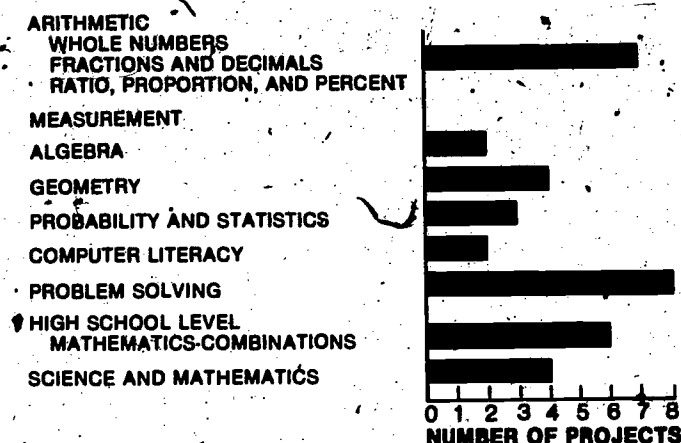 ARITHMETIC
WHOLE NUMBERS
FRACTIONS AND DECIMALS
RATIO, PROPORTION, AND PERCENT
MEASUREMENT
ALGEBRA
GEOMETRY
PROBABILITY AND STATISTICS
COMPUTER LITERACY
PROBLEM SOLVING
HIGH SCHOOL LEVEL
MATHEMATICS-COMBINATIONS
SCIENCE AND MATHEMATICS
0 1 2 3 4 5 6 7 8
NUMBER OF PROJECTS